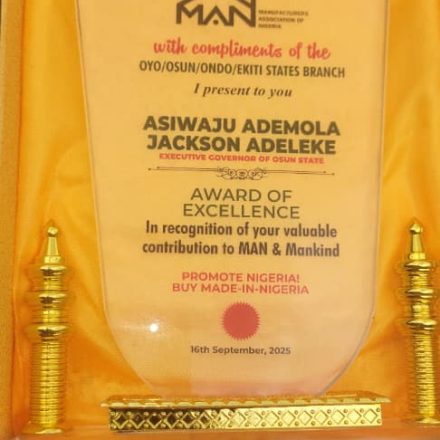 MAN
MANUFACTURERS
ASSOCIATION OF
NIGERIA
with compliments of the
OYO/OSUN/ONDO/EKITI STATES BRANCH
I present to you
ASIWAJU ADEMOLA
JACKSON ADELEKE
EXECUTIVE GOVERNOR OF OSUN STATE
AWARD OF
EXCELLENCE
In recognition of your valuable
contribution to MAN & Mankind
PROMOTE NIGERIA!
BUY MADE-IN-NIGERIA
16th September, 2025